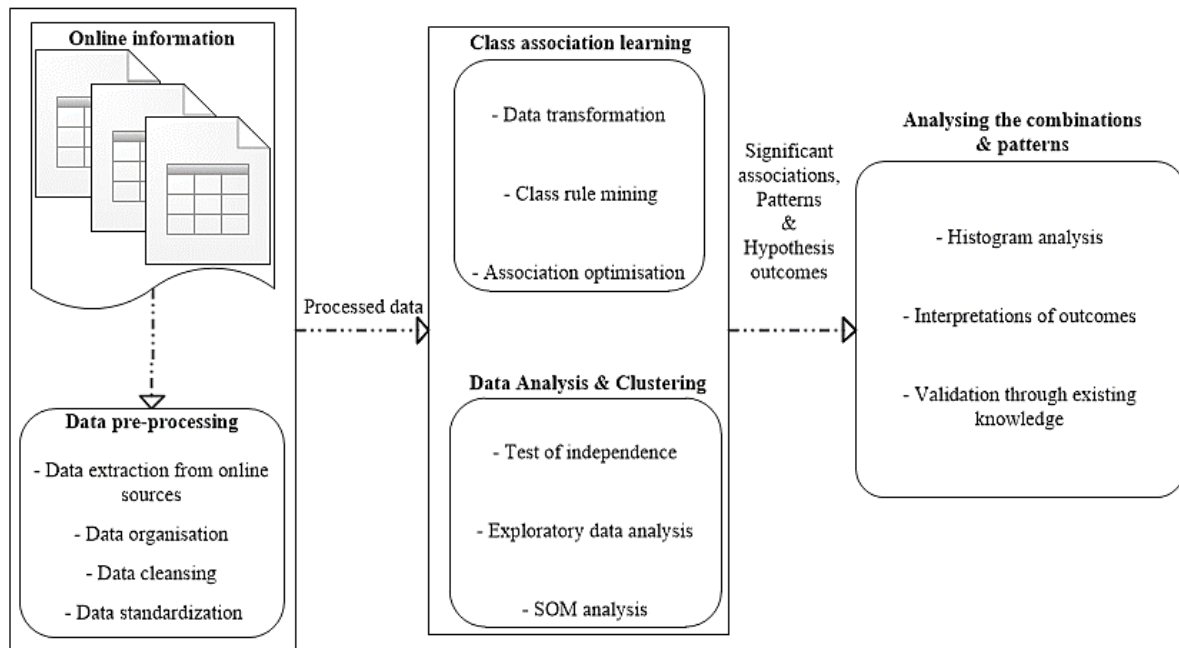 Online information
Data pre-processing
- Data extraction from online
sources
- Data organisation
- Data cleansing
- Data standardization
Processed data
Class association learning
- Data transformation
- Class rule mining
- Association optimisation
Data Analysis & Clustering
- Test of independence
- Exploratory data analysis
- SOM analysis
Significant
associations,
Patterns
&
Hypothesis
outcomes
Analysing the combinations
& patterns
- Histogram analysis
- Interpretations of outcomes
- Validation through existing
knowledge